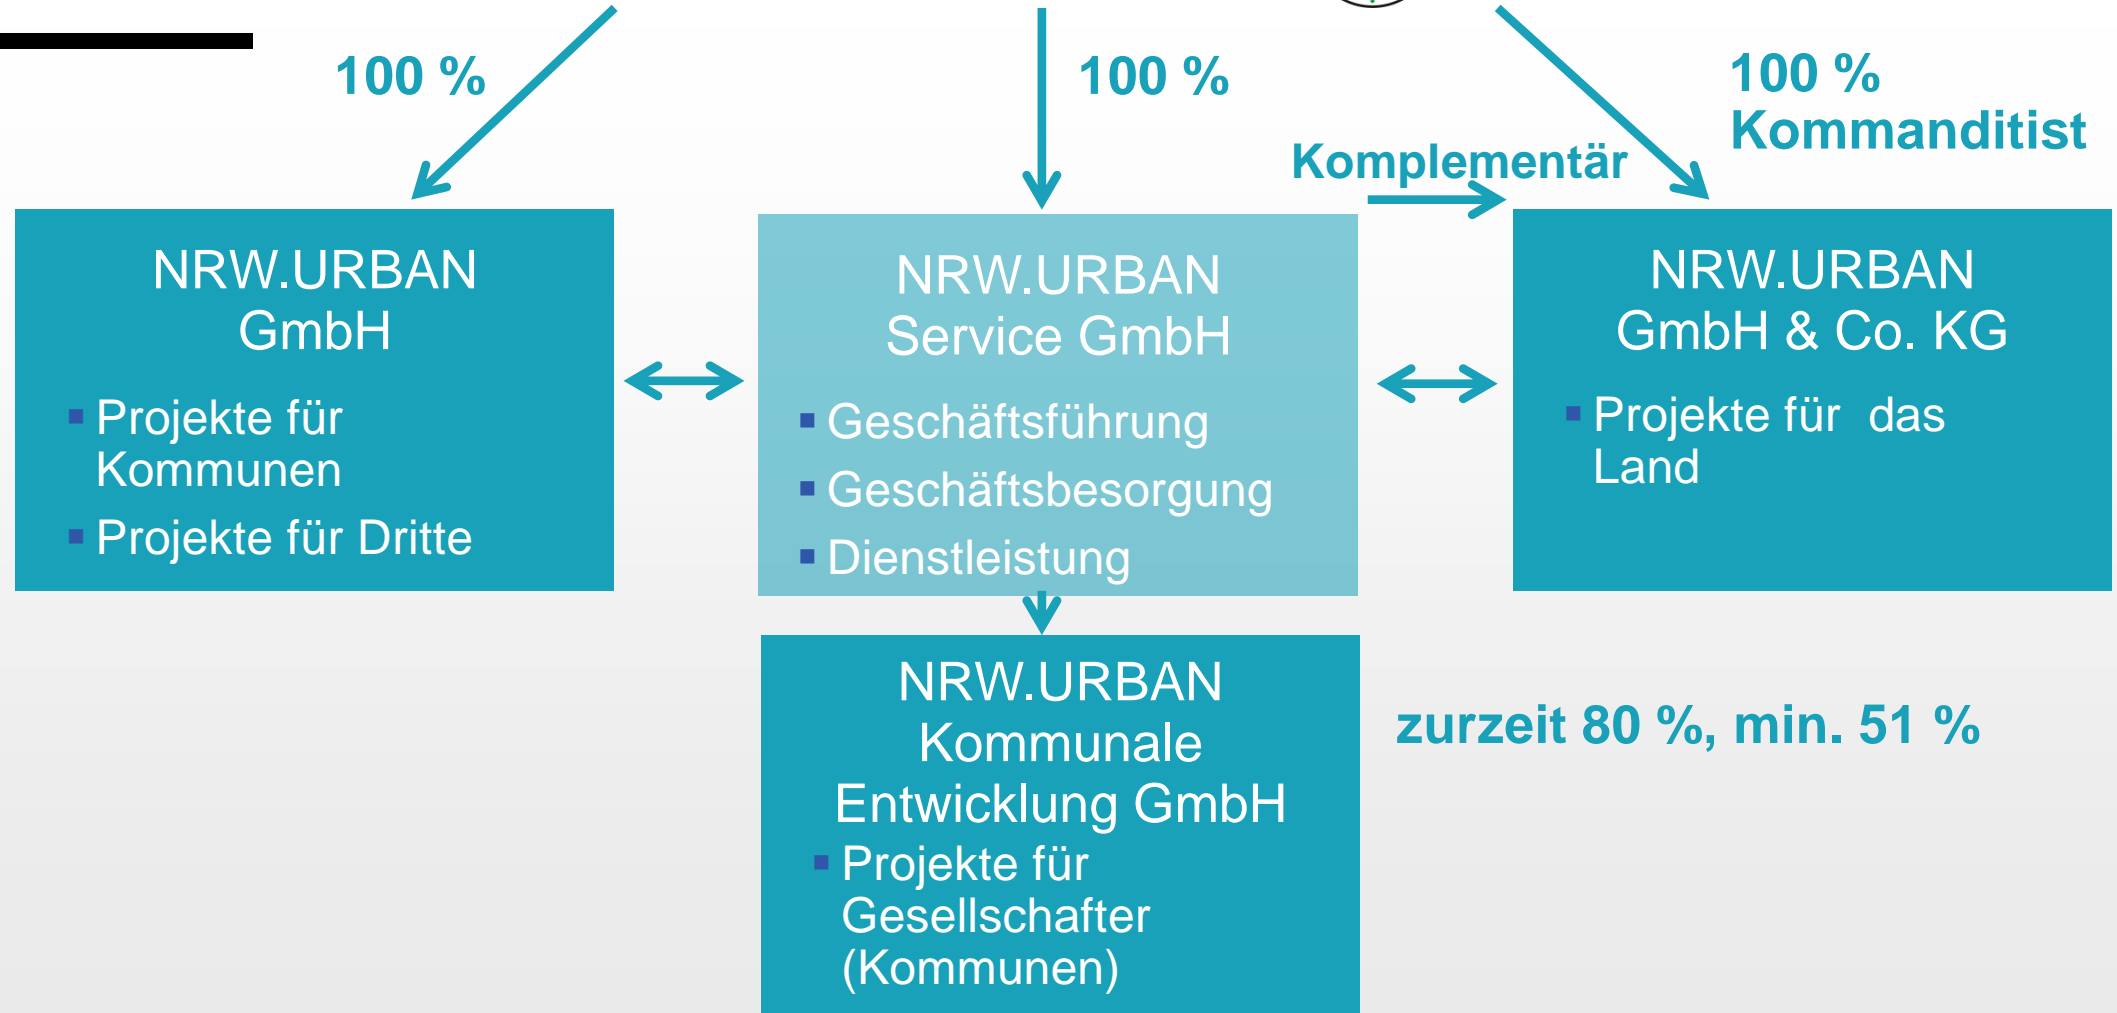 100 %
100 %
100 %
Kommanditist
Komplementär
NRW.URBAN
GmbH
Projekte für
Kommunen
Projekte für Dritte
NRW.URBAN
Service GmbH
Geschäftsführung
Geschäftsbesorgung
Dienstleistung
NRW.URBAN
GmbH & Co. KG
Projekte für  das
Land
NRW.URBAN
Kommunale
Entwicklung GmbH
Projekte für
Gesellschafter
(Kommunen)
zurzeit 80 %, min. 51 %